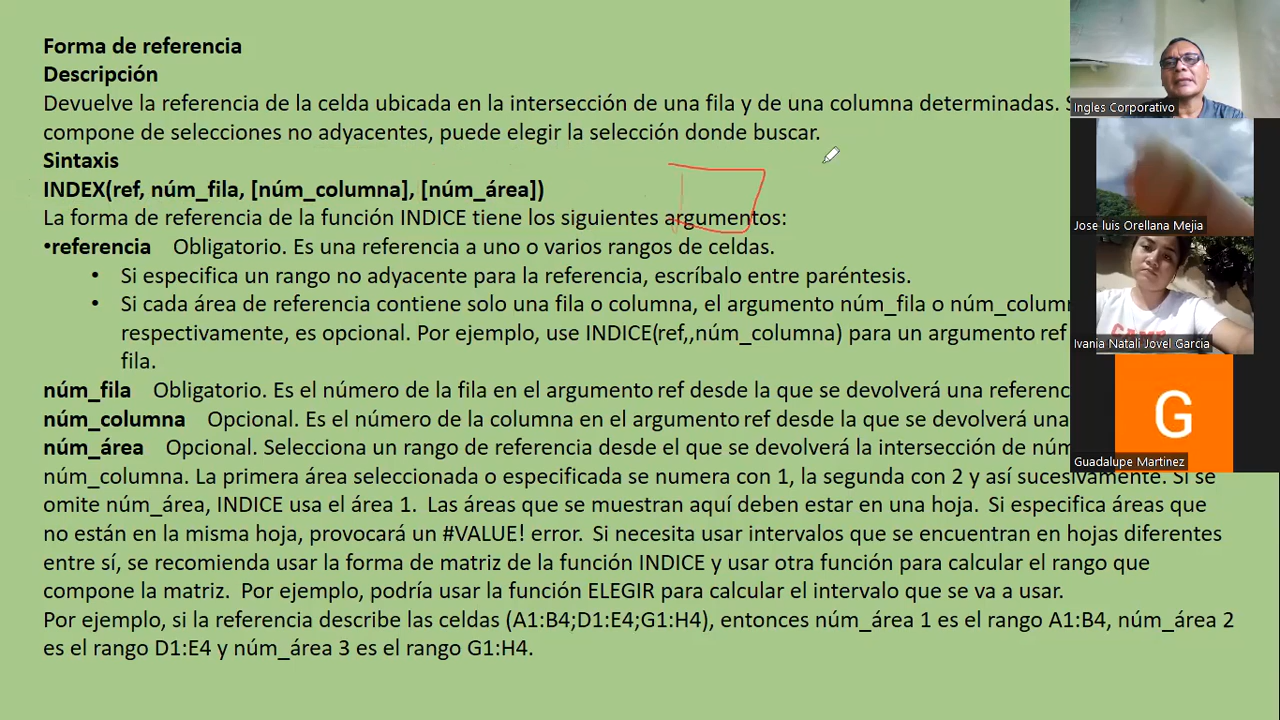 Forma de referencia
Descripción
Devuelve la referencia de la celda ubicada en la intersección de una fila y de una columna determinadas. S
compone de selecciones no adyacentes, puede elegir la selección donde buscar.
Sintaxis
INDEX(ref, núm_fila, [núm_columna], [núm_área])
La forma de referencia de la función INDICE tiene los siguientes argumentos:
•referencia    Obligatorio. Es una referencia a uno o varios rangos de celdas.
• Si especifica un rango no adyacente para la referencia, escríbalo entre paréntesis.
• Si cada área de referencia contiene solo una fila o columna, el argumento núm_fila o núm_column
respectivamente, es opcional. Por ejemplo, use INDICE(ref,,núm_columna) para un argumento ref
fila.
núm_fila    Obligatorio. Es el número de la fila en el argumento ref desde la que se devolverá una referenc
núm_columna    Opcional. Es el número de la columna en el argumento ref desde la que se devolverá una
núm_área    Opcional. Selecciona un rango de referencia desde el que se devolverá la intersección de núm
núm_columna. La primera área seleccionada o especificada se numera con 1, la segunda con 2 y así sucesivamente. Si se
omite núm_área, INDICE usa el área 1.  Las áreas que se muestran aquí deben estar en una hoja.  Si especifica áreas que
no están en la misma hoja, provocará un #VALUE! error.  Si necesita usar intervalos que se encuentran en hojas diferentes
entre sí, se recomienda usar la forma de matriz de la función INDICE y usar otra función para calcular el rango que
compone la matriz.  Por ejemplo, podría usar la función ELEGIR para calcular el intervalo que se va a usar.
Por ejemplo, si la referencia describe las celdas (A1:B4;D1:E4;G1:H4), entonces núm_área 1 es el rango A1:B4, núm_área 2
es el rango D1:E4 y núm_área 3 es el rango G1:H4.
Ingles Corporativo
Jose luis Orellana Mejia
Ivania Natali Jovel Garcia
G
Guadalupe Martinez